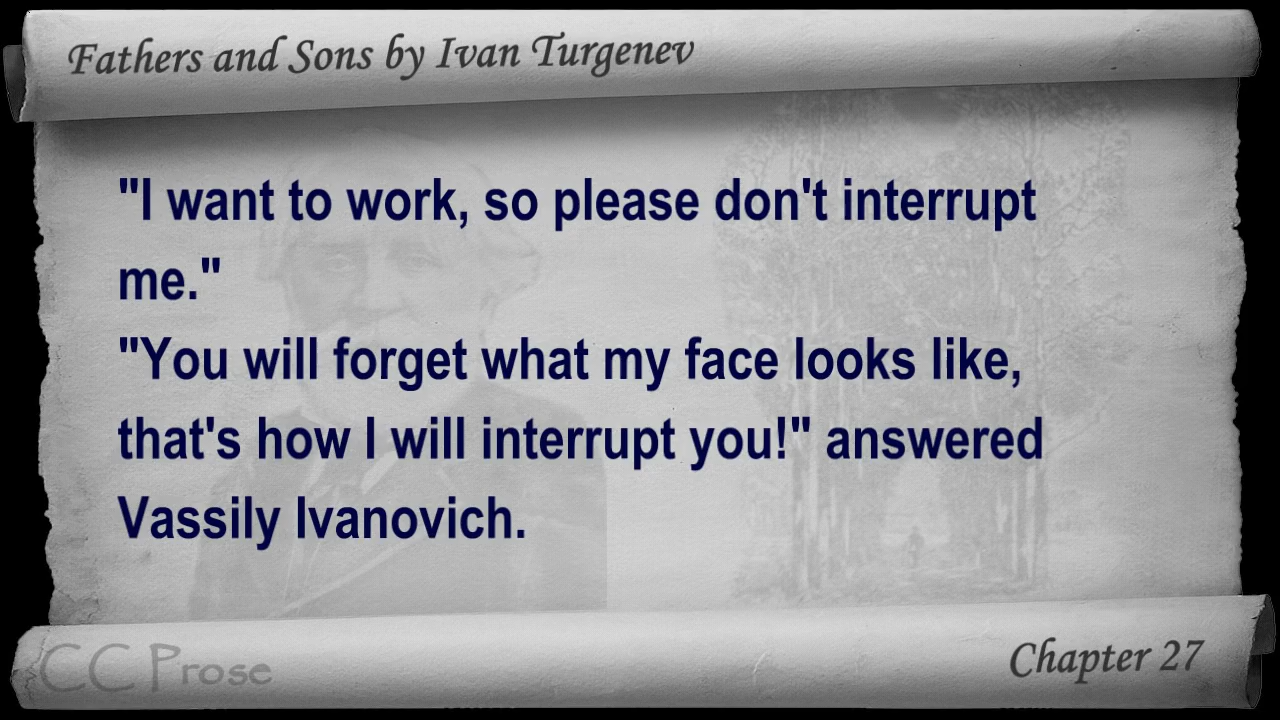 Fathers and Sons by Ivan Turgenev
"I want to work, so please don't interrupt
me."
"You will forget what my face looks like,
that's how I will interrupt you!" answered
Vassily Ivanovich.
CC Prose
Chapter 27